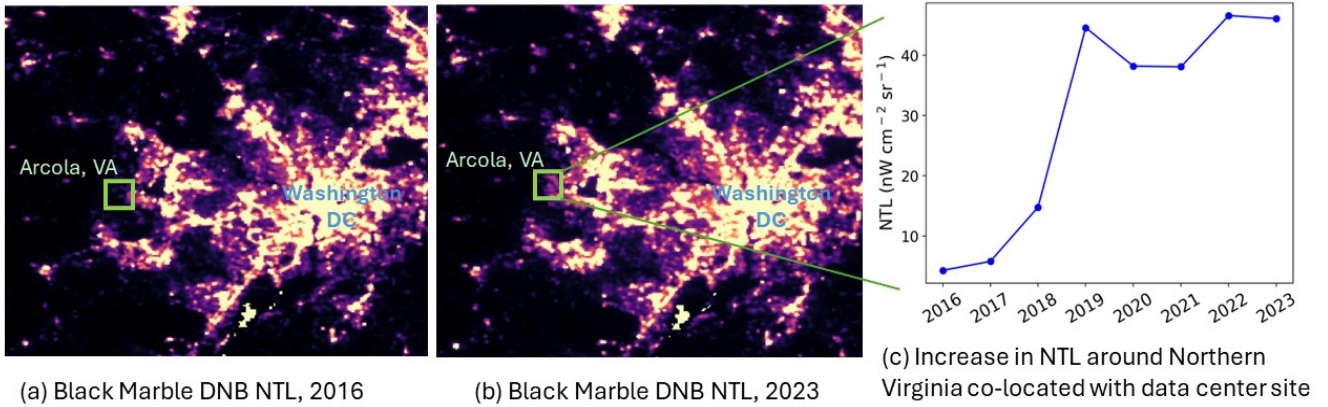 Arcola, VA
Washington
DC
(a) Black Marble DNB NTL, 2016
Arcola, VA
Washington
DC
(b) Black Marble DNB NTL, 2023
NTL (nW cm⁻² sr⁻¹)
40
30
20
10
2016 2017 2018 2019 2020 2021 2022 2023
(c) Increase in NTL around Northern
Virginia co-located with data center site